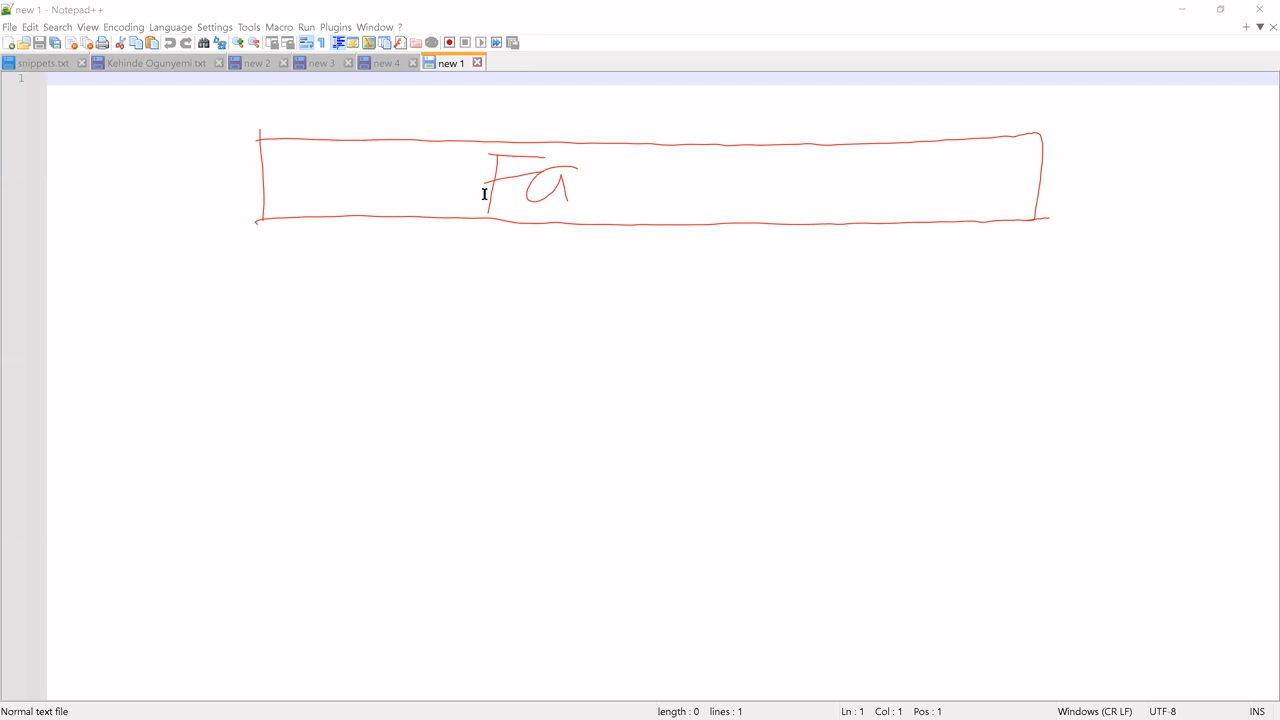 new 1 - Notepad++
File Edit Search View Encoding Language Settings Tools Macro Run Plugins Window ?
snippets.txt Kehinde Ogunyemi.txt new 2 new 3 new 4 new 1
1
Fa
Normal text file length : 0 lines : 1 Ln : 1 Col : 1 Pos : 1 Windows (CR LF) UTF-8 INS